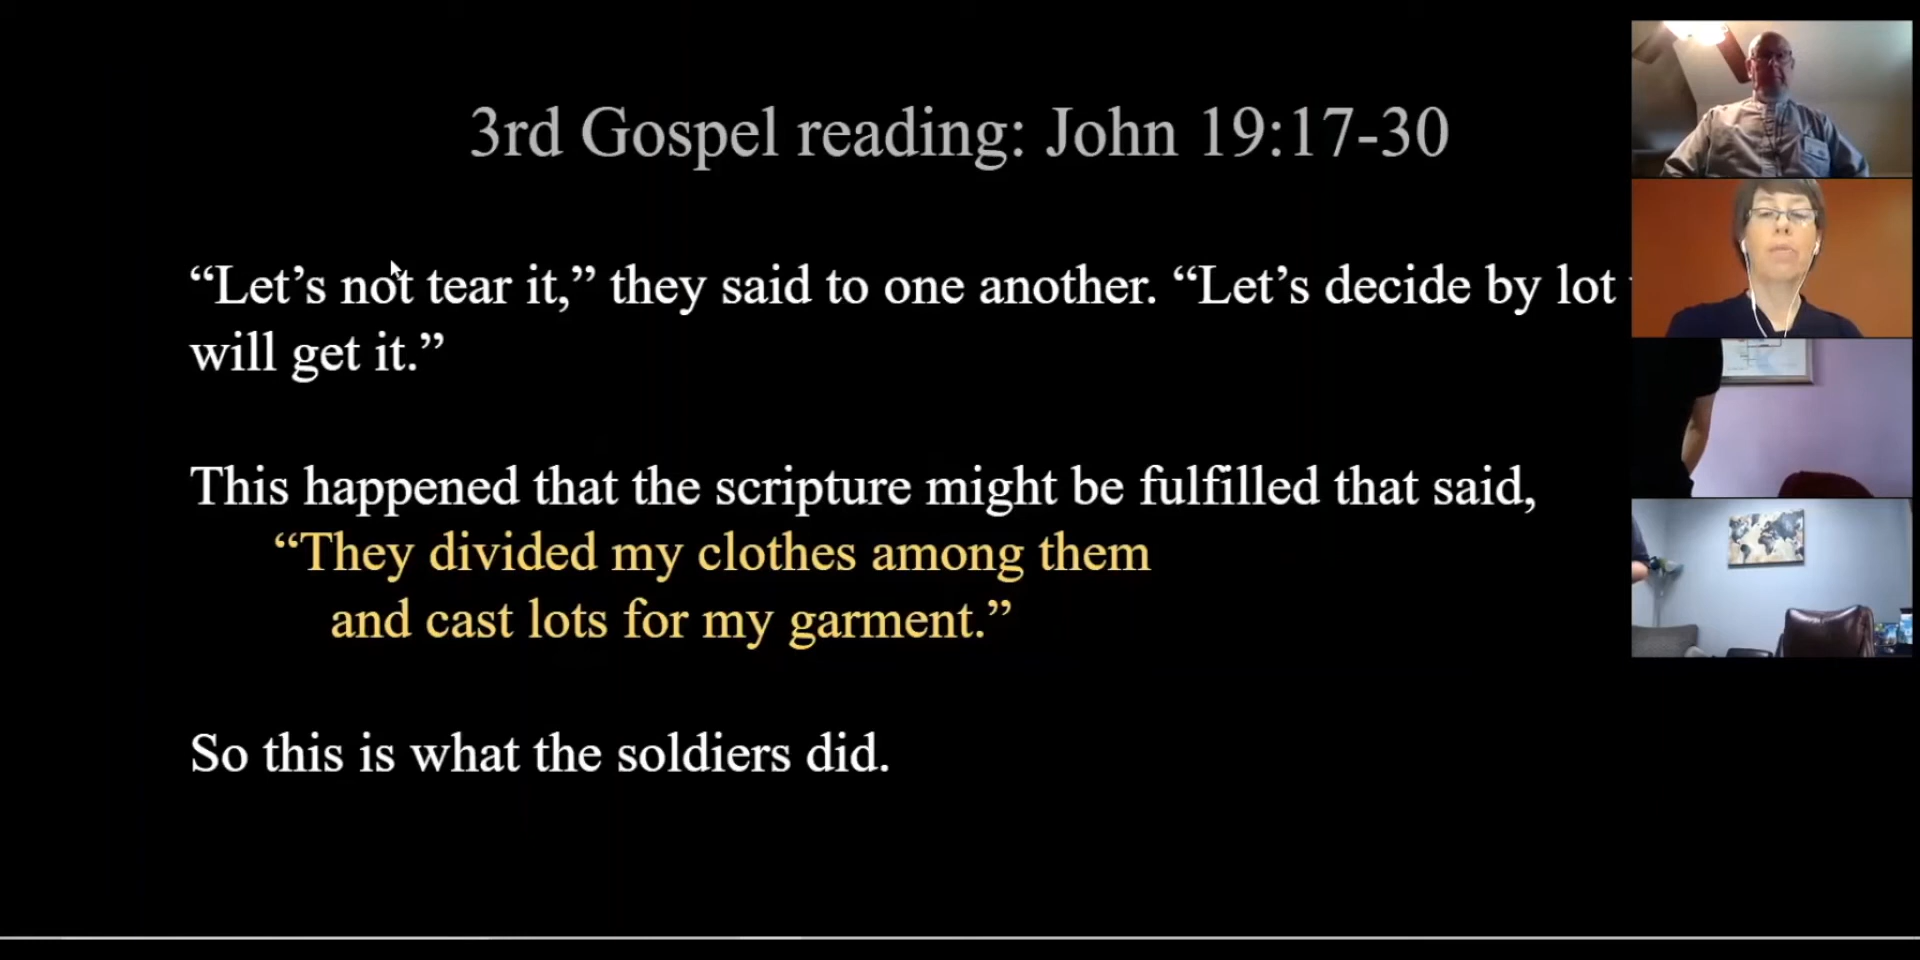 3rd Gospel reading: John 19:17-30
“Let’s not tear it,” they said to one another. “Let’s decide by lot
will get it.”
This happened that the scripture might be fulfilled that said,
“They divided my clothes among them
and cast lots for my garment.”
So this is what the soldiers did.